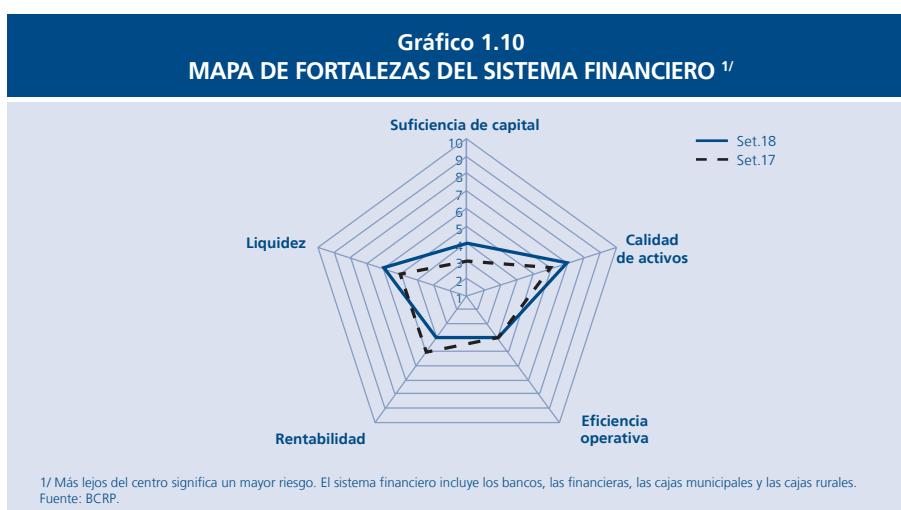 Gráfico 1.10
MAPA DE FORTALEZAS DEL SISTEMA FINANCIERO 1/
Suficiencia de capital
Set.18
Set.17
10
9
8
7
6
5
4
3
2
1
Liquidez
Calidad
de activos
Rentabilidad
Eficiencia
operativa
1/ Más lejos del centro significa un mayor riesgo. El sistema financiero incluye los bancos, las financieras, las cajas municipales y las cajas rurales.
Fuente: BCRP.